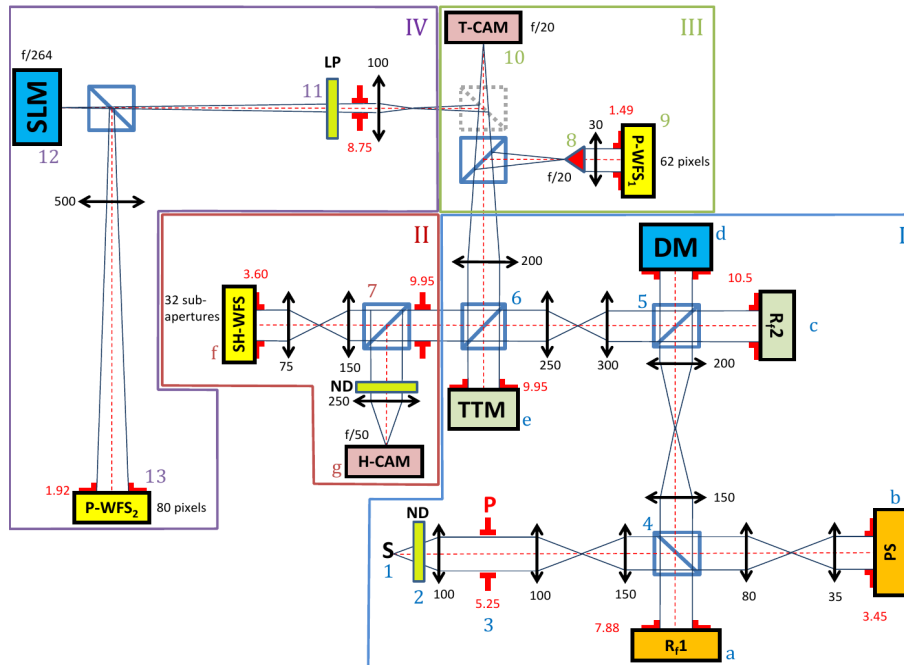 IV
III
T-CAM
f/20
10
f/264
LP
100
11
SLM
12
8.75
1.49
30
9
8
P-WFS1
62 pixels
f/20
500
II
I
DM
d
200
3.60
9.95
10.5
7
6
5
32 sub-
apertures
SH-WFS
f
Rf2
c
75
150
250
300
200
ND
250
9.95
TTM
e
f/50
g
H-CAM
13
1.92
P-WFS2
80 pixels
150
b
ND
P
4
S
1
PS
2
100
5.25
100
150
80
35
3
7.88
3.45
Rf1
a